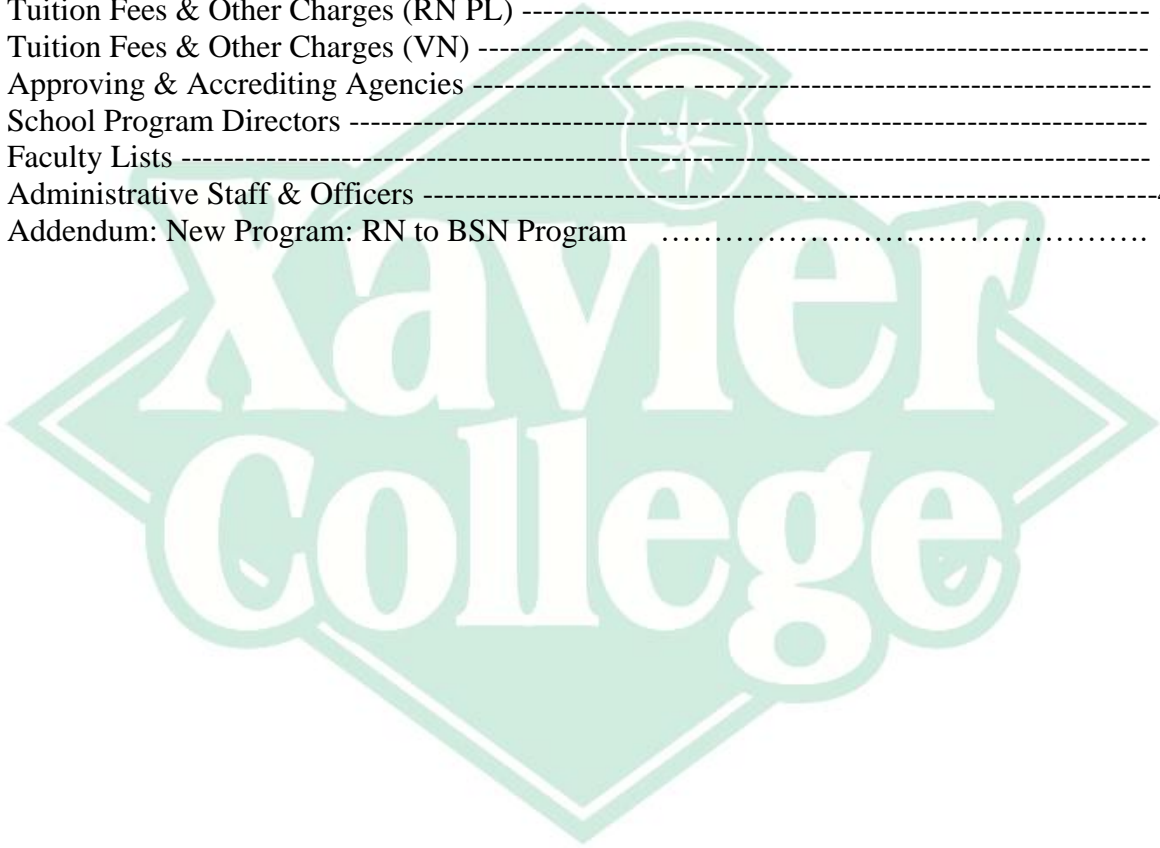 Tuition Fees & Other Charges (RN PL) -----------------------------------------------------------
Tuition Fees & Other Charges (VN) ---------------------------------------------------------------
Approving & Accrediting Agencies -------------------- -------------------------------------------
School Program Directors ---------------------------------------------------------------------------
Faculty Lists -------------------------------------------------------------------------------------------
Administrative Staff & Officers ---------------------------------------------------------------------
Addendum: New Program: RN to BSN Program ……………………………………….
Xavier
College